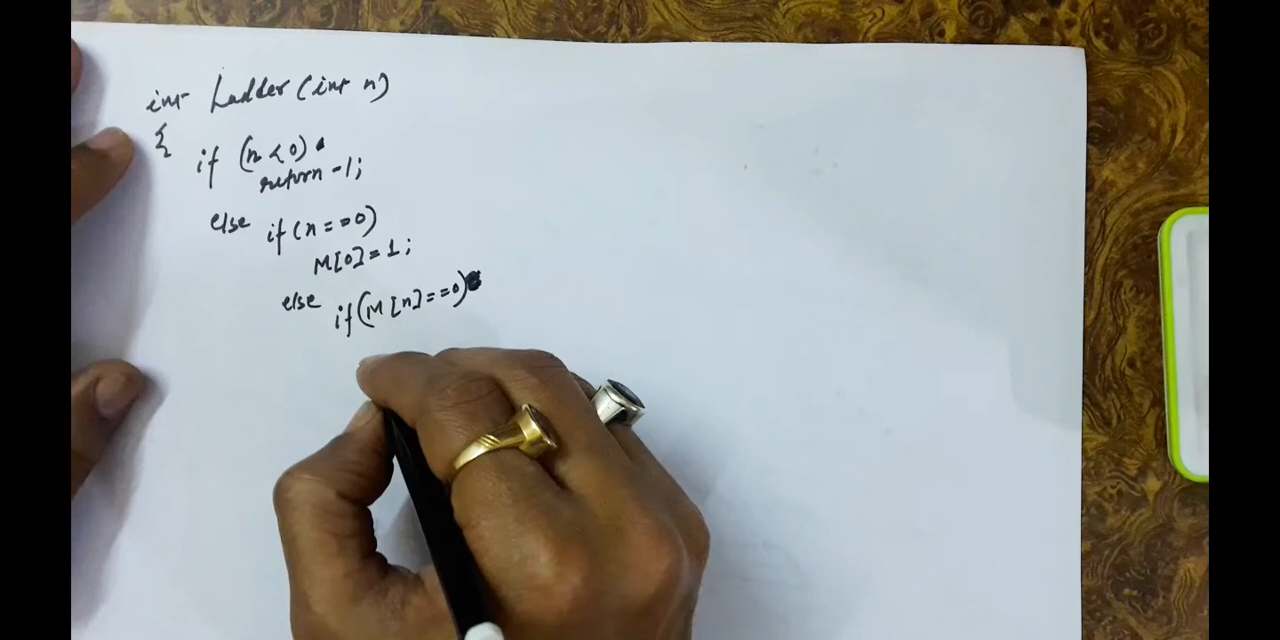 int Ladder(int n)
{
if (n<0)
return -1;
else if(n==0)
M[0]=1;
else if(M[n]==0)